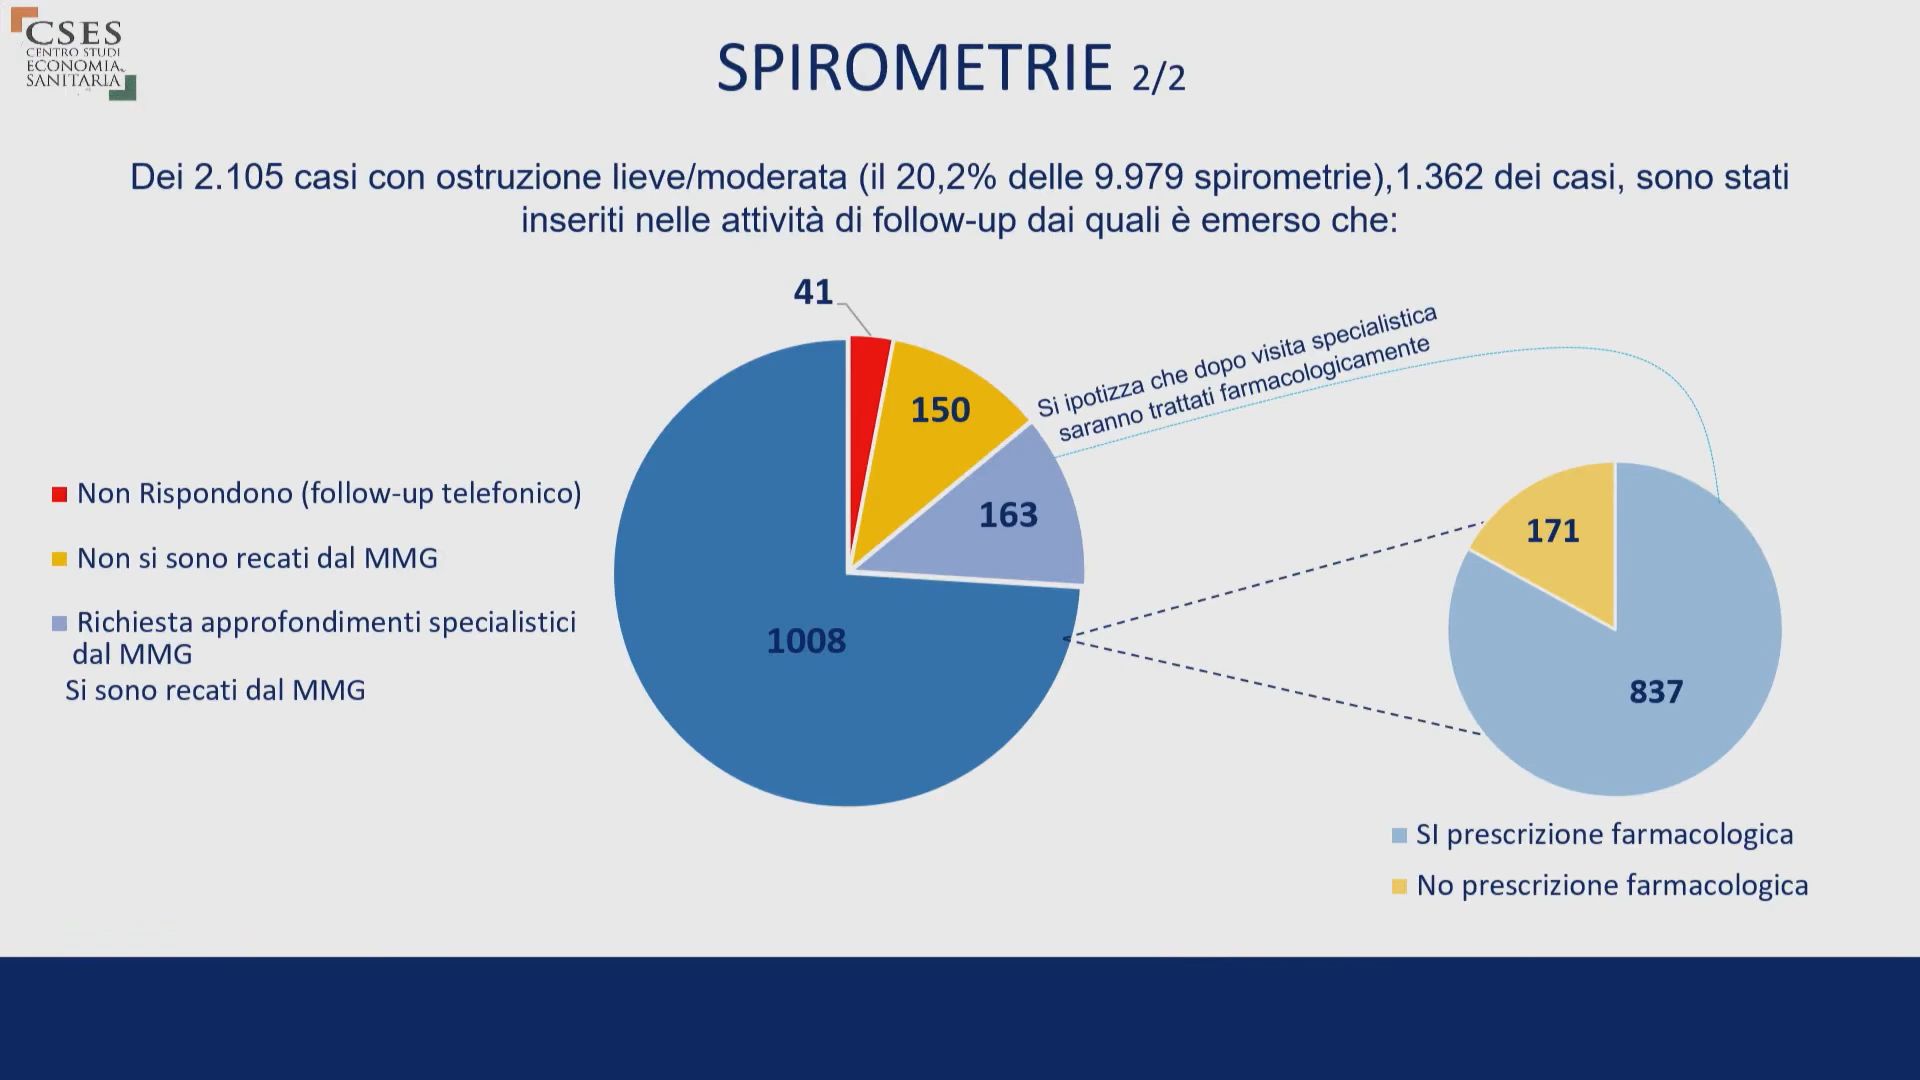 CSES
CENTRO STUDI
ECONOMIA
SANITARIA
SPIROMETRIE 2/2
Dei 2.105 casi con ostruzione lieve/moderata (il 20,2% delle 9.979 spirometrie),1.362 dei casi, sono stati
inseriti nelle attività di follow-up dai quali è emerso che:
41
150
163
1008
Si ipotizza che dopo visita specialistica
saranno trattati farmacologicamente
Non Rispondono (follow-up telefonico)
Non si sono recati dal MMG
Richiesta approfondimenti specialistici
dal MMG
Si sono recati dal MMG
171
837
SI prescrizione farmacologica
No prescrizione farmacologica